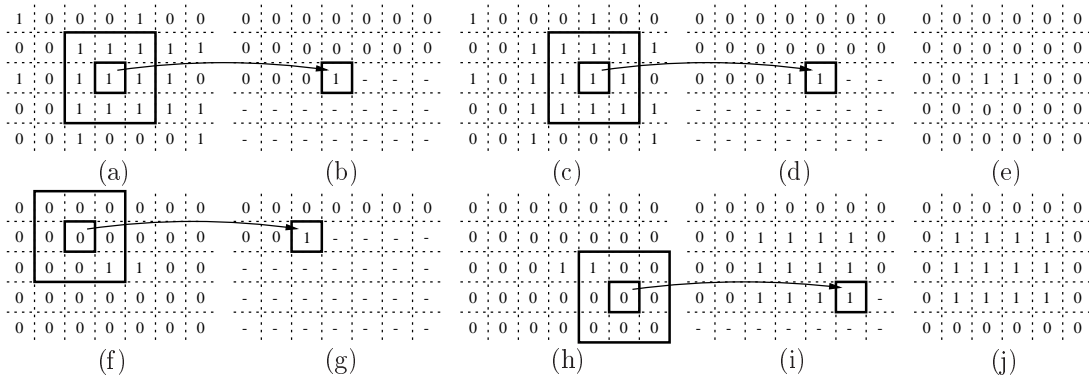 1 0 0 0 1 0 0 0 0 0 0 0 0 0 1 0 0 0 1 0 0 0 0 0 0 0 0 0 0 0 0 0 0 0
0 0 1 1 1 1 1 0 0 0 0 0 0 0 0 0 1 1 1 1 1 0 0 0 0 0 0 0 0 0 0 0 0 0
1 0 1 1 1 1 0 0 0 0 1 - - - 1 0 1 1 1 1 0 0 0 0 1 1 - - 0 0 1 1 0 0
0 0 1 1 1 1 1 - - - - - - - 0 0 1 1 1 1 1 - - - - - - - 0 0 0 0 0 0
0 0 1 0 0 0 1 - - - - - - - 0 0 1 0 0 0 1 - - - - - - - 0 0 0 0 0 0
(a) (b) (c) (d) (e)
0 0 0 0 0 0 0 0 0 0 0 0 0 0 0 0 0 0 0 0 0 0 0 0 0 0 0 0 0 0 0 0 0 0
0 0 0 0 0 0 0 0 0 1 - - - - 0 0 0 0 0 0 0 0 0 1 1 1 1 0 0 1 1 1 1 0
0 0 0 1 1 0 0 - - - - - - - 0 0 0 1 1 0 0 0 0 1 1 1 1 0 0 1 1 1 1 0
0 0 0 0 0 0 0 - - - - - - - 0 0 0 0 0 0 0 0 0 1 1 1 1 - 0 1 1 1 1 0
0 0 0 0 0 0 0 - - - - - - - 0 0 0 0 0 0 0 - - - - - - - 0 0 0 0 0 0
(f) (g) (h) (i) (j)